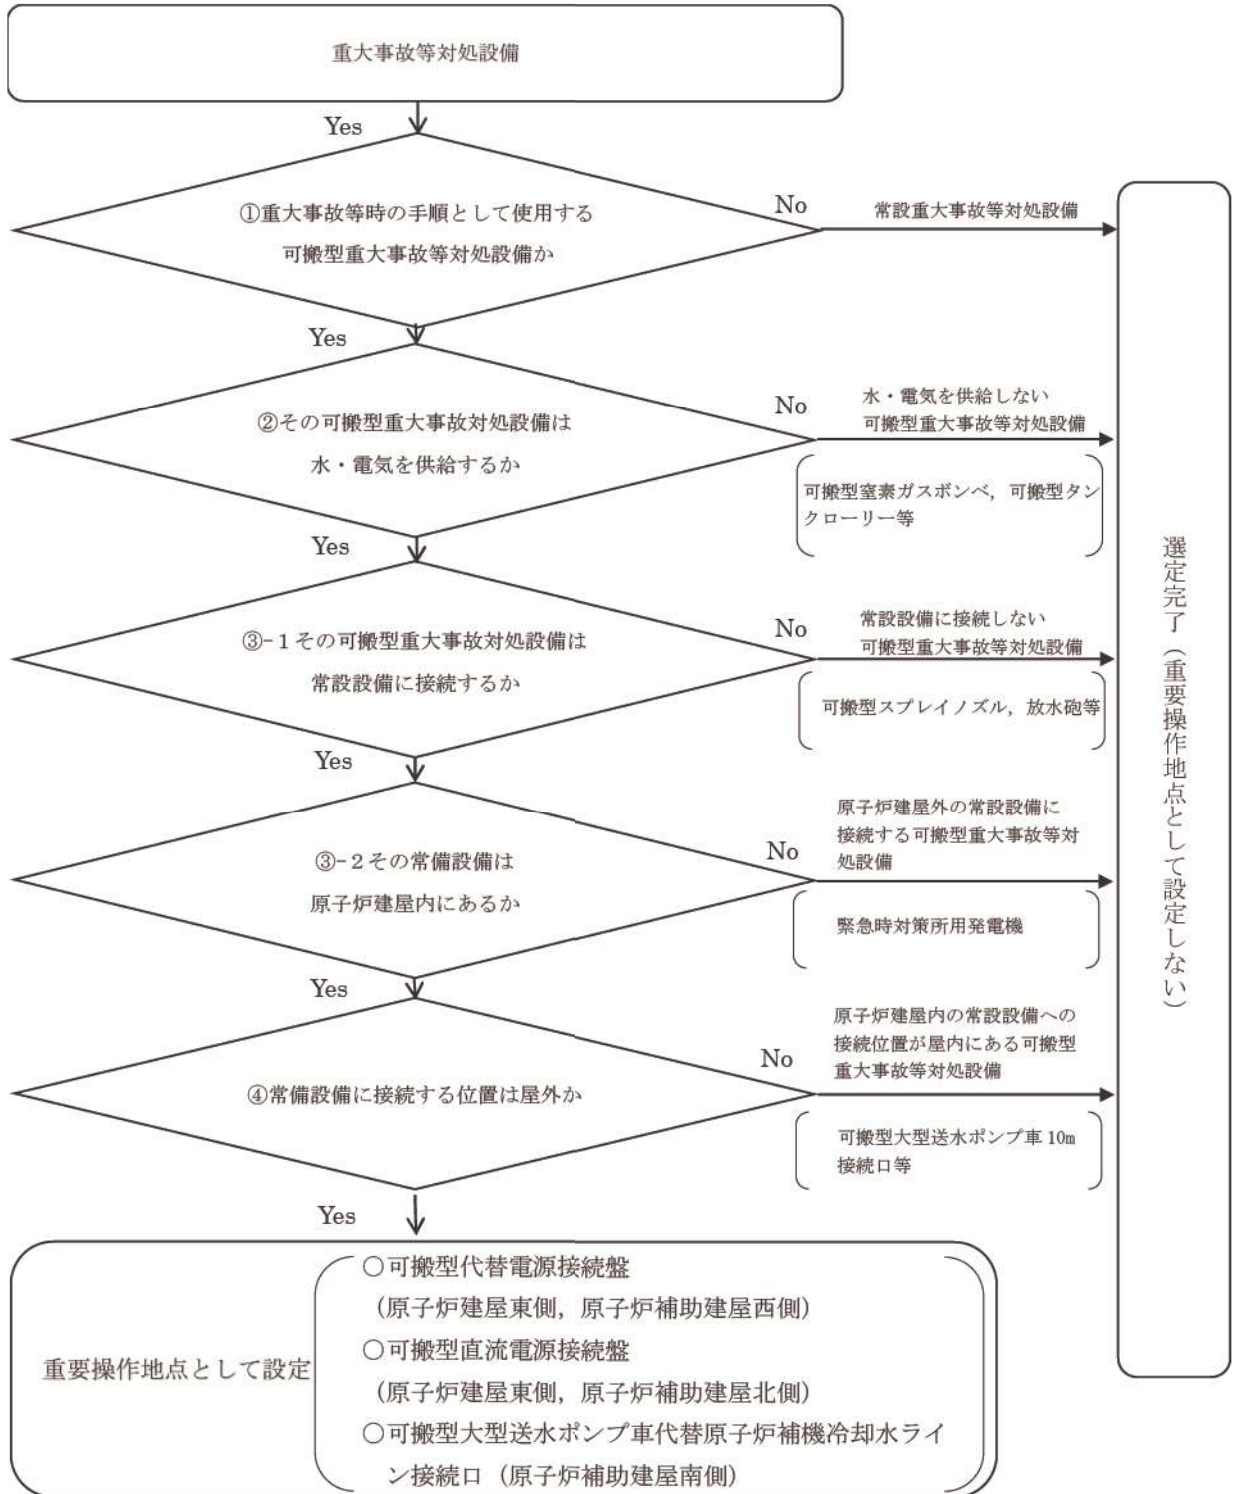 重大事故等対処設備
Yes
①重大事故等時の手順として使用する
可搬型重大事故等対処設備か
No
常設重大事故等対処設備
Yes
②その可搬型重大事故対処設備は
水・電気を供給するか
No
水・電気を供給しない
可搬型重大事故等対処設備
可搬型窒素ガスボンベ，可搬型タン
クローリー等
Yes
③-１その可搬型重大事故対処設備は
常設設備に接続するか
No
常設設備に接続しない
可搬型重大事故等対処設備
可搬型スプレイノズル，放水砲等
Yes
③-２その常備設備は
原子炉建屋内にあるか
No
原子炉建屋外の常設設備に
接続する可搬型重大事故等対
処設備
緊急時対策所用発電機
Yes
④常備設備に接続する位置は屋外か
No
原子炉建屋内の常設設備への
接続位置が屋内にある可搬型
重大事故等対処設備
可搬型大型送水ポンプ車 10m
接続口等
Yes
重要操作地点として設定
○可搬型代替電源接続盤
（原子炉建屋東側，原子炉補助建屋西側）
○可搬型直流電源接続盤
（原子炉建屋東側，原子炉補助建屋北側）
○可搬型大型送水ポンプ車代替原子炉補機冷却水ライ
ン接続口（原子炉補助建屋南側）
選定完了（重要操作地点として設定しない）